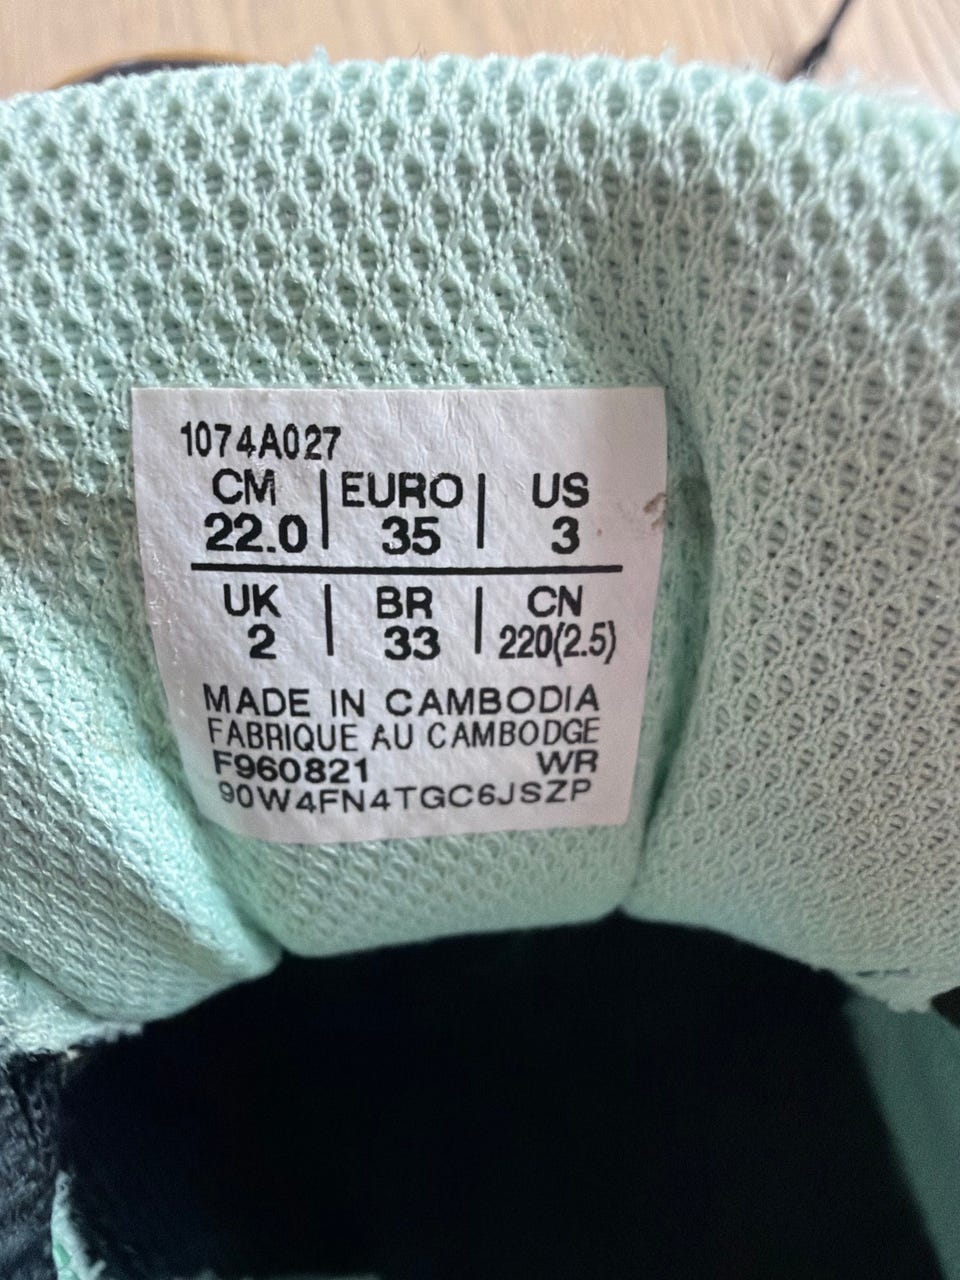 1074A027
CM | EURO | US
22.0 | 35 | 3
UK | BR | CN
2 | 33 | 220(2.5)
MADE IN CAMBODIA
FABRIQUE AU CAMBODGE
F960821 WR
90W4FN4TGC6JSZP